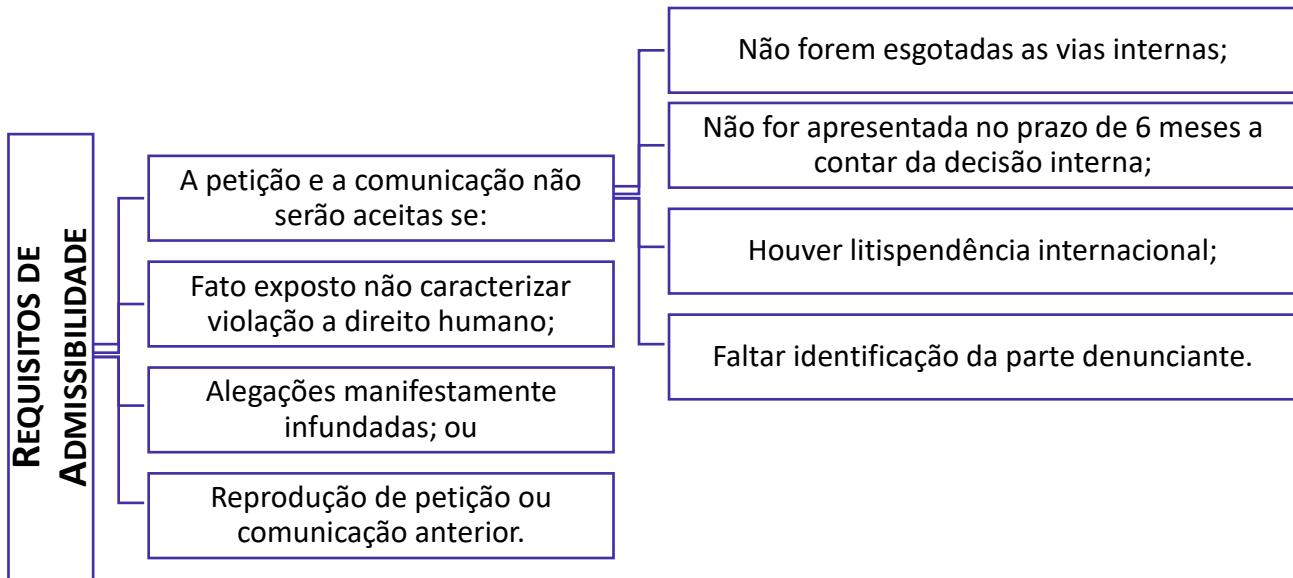 REQUISITOS DE
ADMISSIBILIDADE
A petição e a comunicação não
serão aceitas se:
Não forem esgotadas as vias internas;
Não for apresentada no prazo de 6 meses a
contar da decisão interna;
Houver litispendência internacional;
Faltar identificação da parte denunciante.
Fato exposto não caracterizar
violação a direito humano;
Alegações manifestamente
infundadas; ou
Reprodução de petição ou
comunicação anterior.